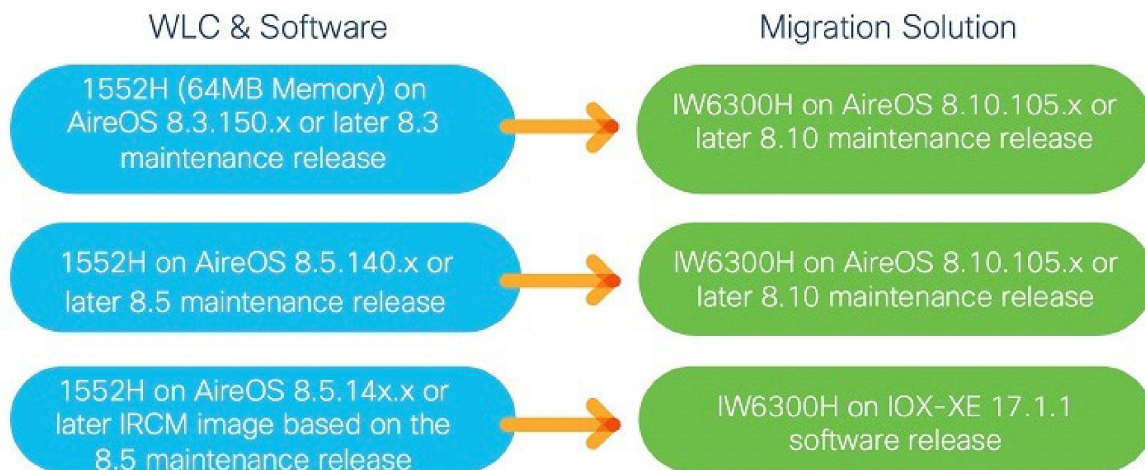 WLC & Software
Migration Solution
1552H (64MB Memory) on
AireOS 8.3.150.x or later 8.3
maintenance release
IW6300H on AireOS 8.10.105.x or
later 8.10 maintenance release
1552H on AireOS 8.5.140.x or
later 8.5 maintenance release
IW6300H on AireOS 8.10.105.x or
later 8.10 maintenance release
1552H on AireOS 8.5.14x.x or
later IRCM image based on the
8.5 maintenance release
IW6300H on IOX-XE 17.1.1
software release